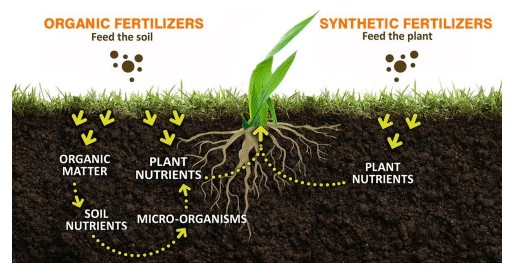 ORGANIC FERTILIZERS
Feed the soil
SYNTHETIC FERTILIZERS
Feed the plant
ORGANIC
MATTER
PLANT
NUTRIENTS
SOIL
NUTRIENTS
MICRO-ORGANISMS
PLANT
NUTRIENTS